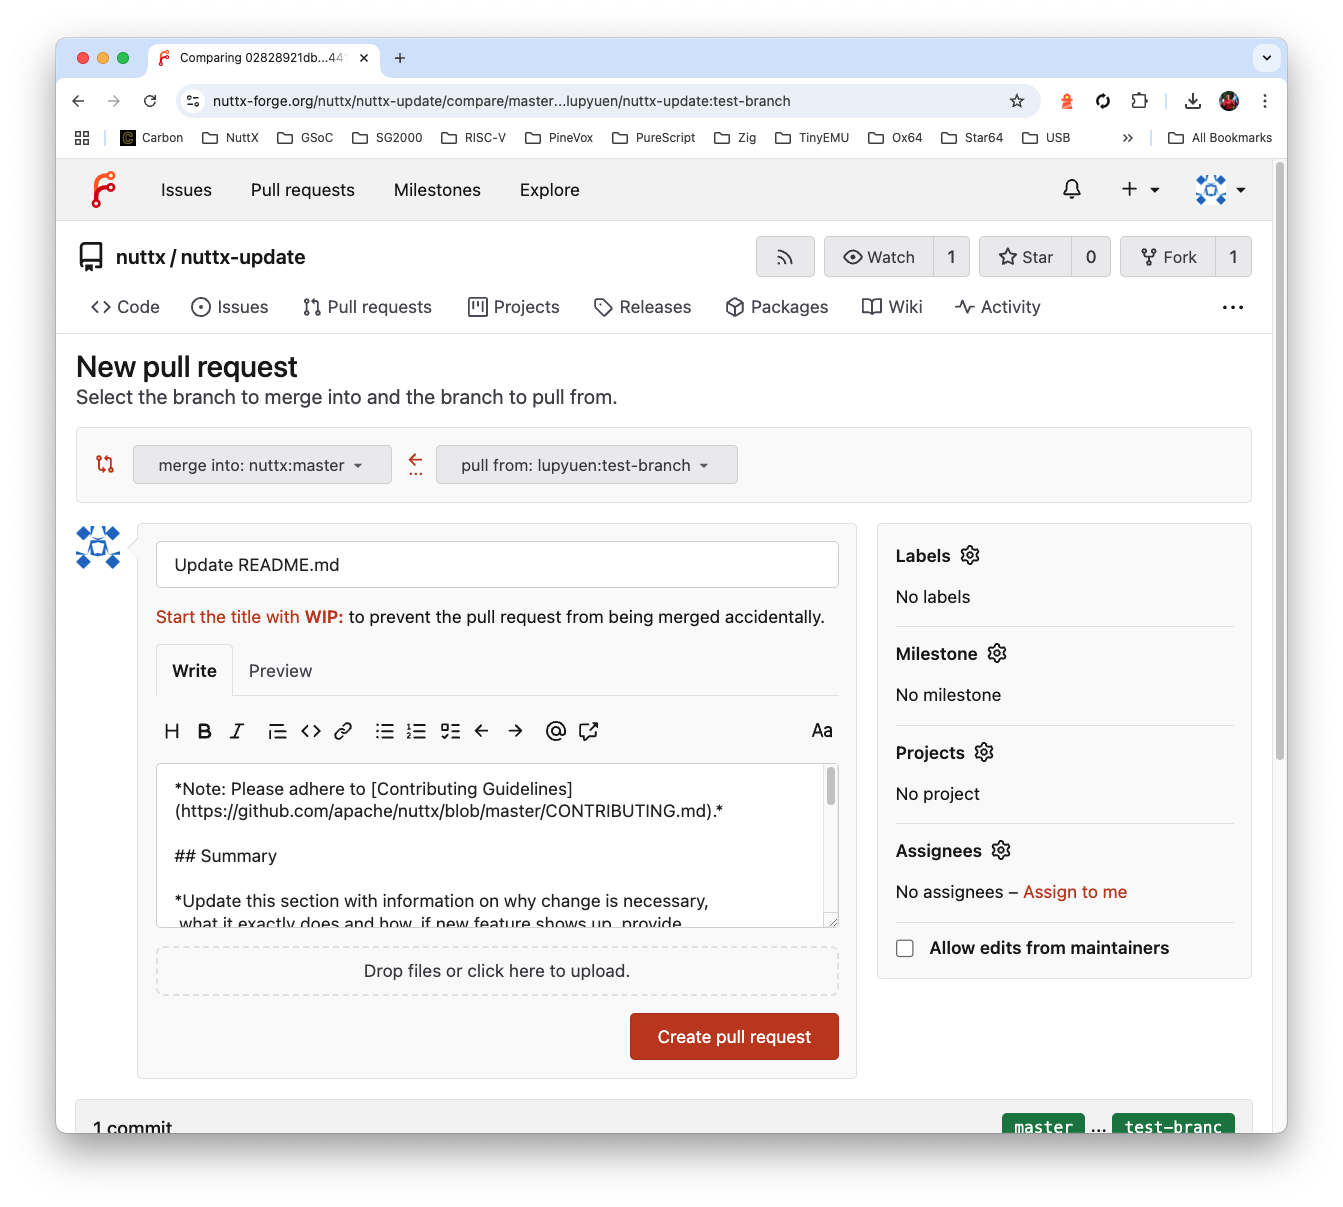 Comparing 02828921db...44
nuttx-forge.org/nuttx/nuttx-update/compare/master...lupyuen/nuttx-update:test-branch
Carbon NuttX GSoC SG2000 RISC-V PineVox PureScript Zig TinyEMU Ox64 Star64 USB » All Bookmarks
Issues Pull requests Milestones Explore
nuttx / nuttx-update
Watch 1 Star 0 Fork 1
Code Issues Pull requests Projects Releases Packages Wiki Activity
New pull request
Select the branch to merge into and the branch to pull from.
merge into: nuttx:master
pull from: lupyuen:test-branch
Update README.md
Start the title with WIP: to prevent the pull request from being merged accidentally.
Write Preview
H B I Aa
*Note: Please adhere to [Contributing Guidelines]
(https://github.com/apache/nuttx/blob/master/CONTRIBUTING.md).*
## Summary
*Update this section with information on why change is necessary,
what it exactly does and how, if new feature shows up, provide
Drop files or click here to upload.
Create pull request
Labels
No labels
Milestone
No milestone
Projects
No project
Assignees
No assignees – Assign to me
Allow edits from maintainers
1 commit
master ... test-branc